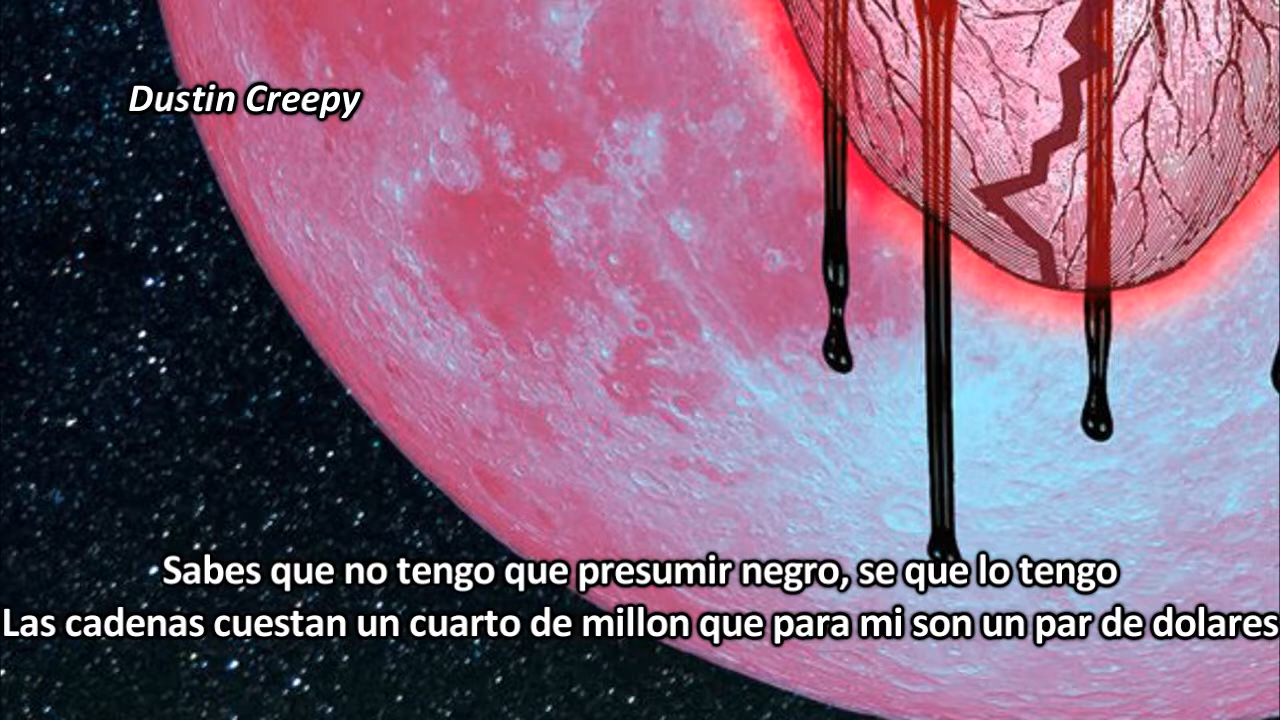 Dustin Creepy
Sabes que no tengo que presumir negro, se que lo tengo
Las cadenas cuestan un cuarto de millon que para mi son un par de dolares